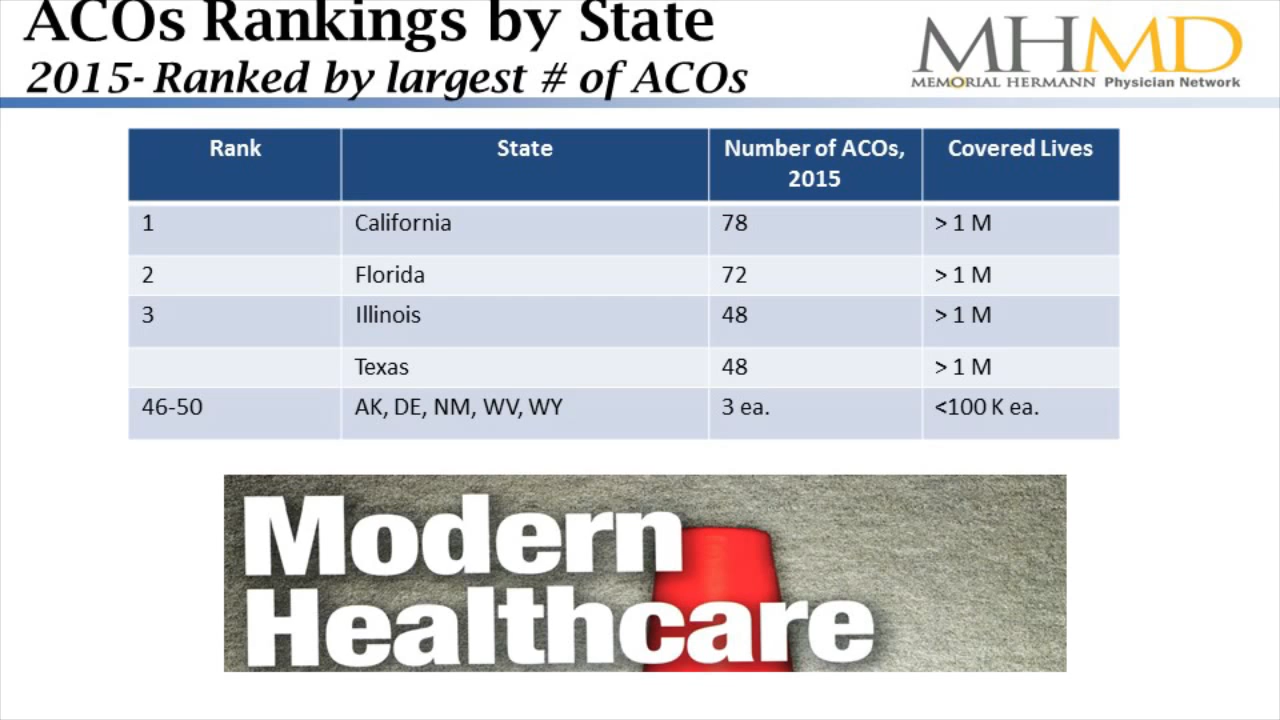 ACOs Rankings by State
2015- Ranked by largest # of ACOs
MHMD
MEMORIAL HERMANN Physician Network
Rank State Number of ACOs, 2015 Covered Lives
1 California 78 > 1 M
2 Florida 72 > 1 M
3 Illinois 48 > 1 M
Texas 48 > 1 M
46-50 AK, DE, NM, WV, WY 3 ea. <100 K ea.
Modern
Healthcare